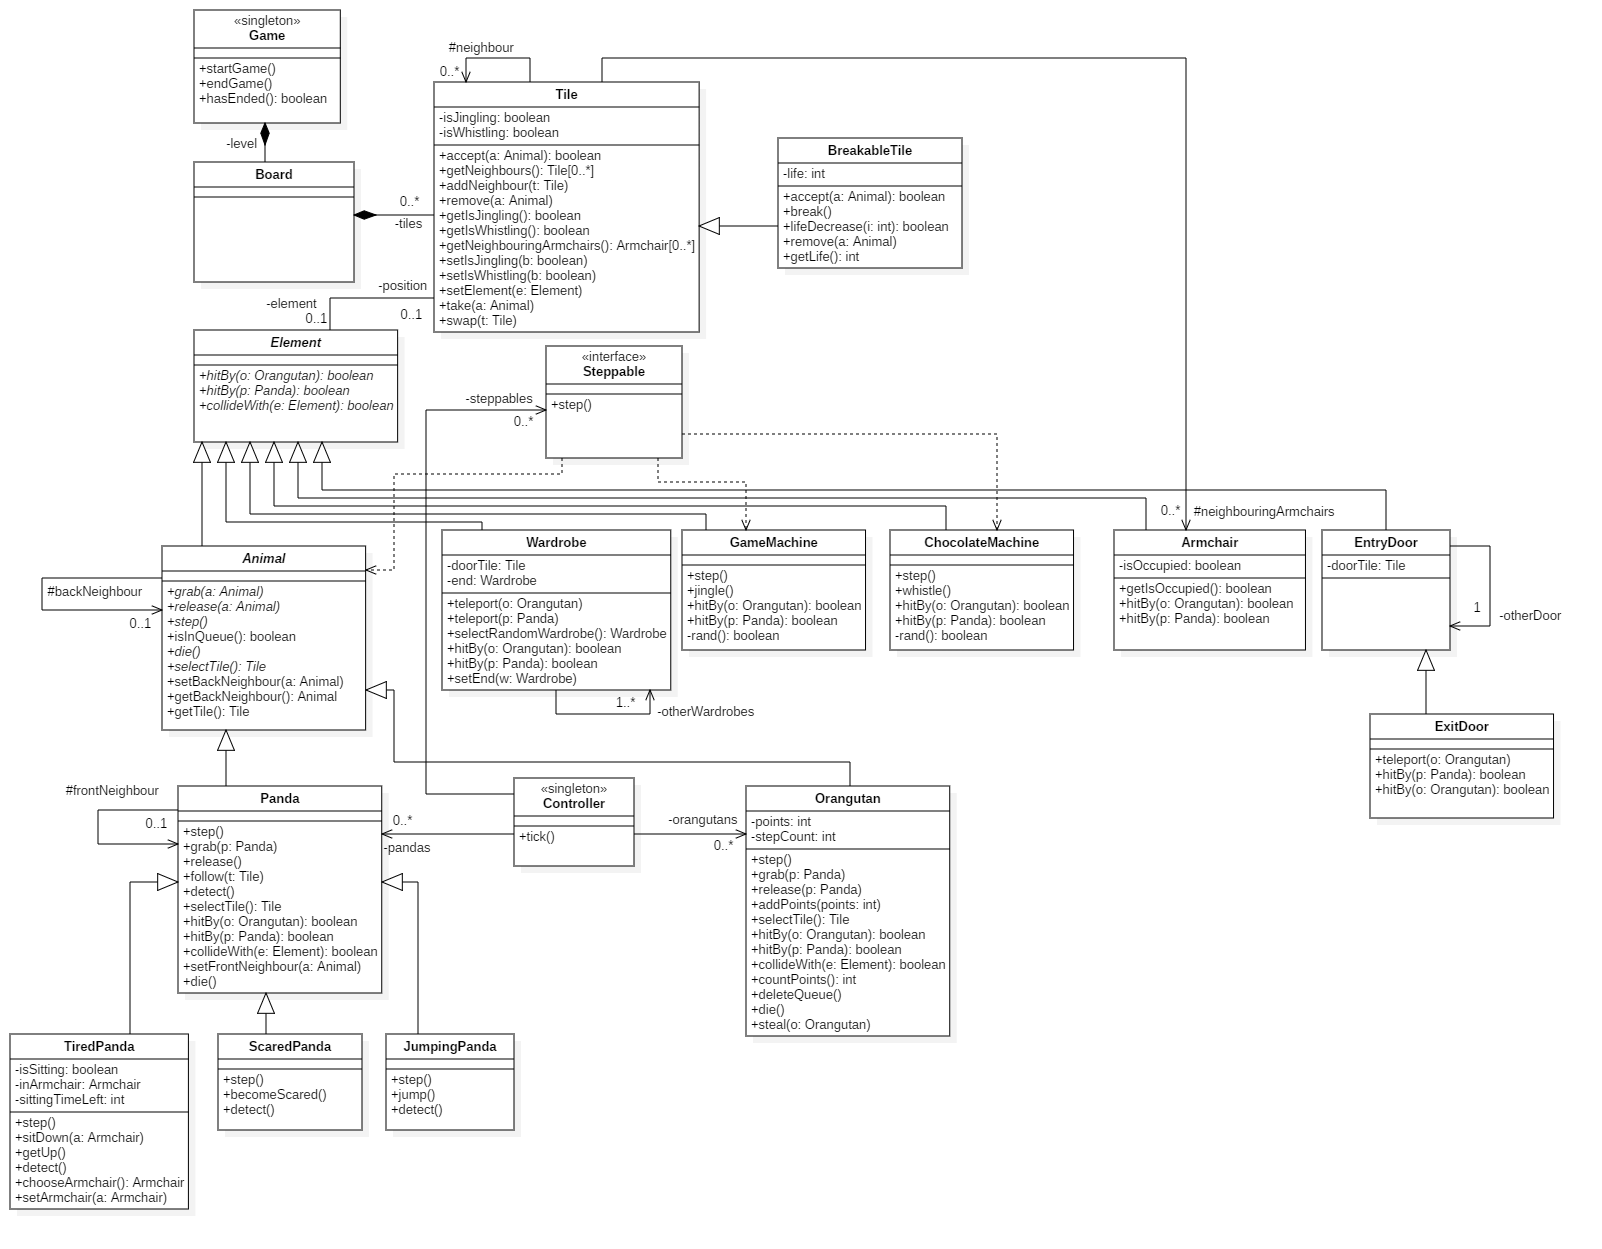 «singleton»
Game
+startGame()
+endGame()
+hasEnded(): boolean
-level
Board
0..*
-tiles
#neighbour
0..*
Tile
-isJingling: boolean
-isWhistling: boolean
+accept(a: Animal): boolean
+getNeighbours(): Tile[0..*]
+addNeighbour(t: Tile)
+remove(a: Animal)
+getIsJingling(): boolean
+getIsWhistling(): boolean
+getNeighbouringArmchairs(): Armchair[0..*]
+setIsJingling(b: boolean)
+setIsWhistling(b: boolean)
+setElement(e: Element)
+take(a: Animal)
+swap(t: Tile)
BreakableTile
-life: int
+accept(a: Animal): boolean
+break()
+lifeDecrease(i: int): boolean
+remove(a: Animal)
+getLife(): int
-position
0..1
-element
0..1
Element
+hitBy(o: Orangutan): boolean
+hitBy(p: Panda): boolean
+collideWith(e: Element): boolean
«interface»
Steppable
+step()
-steppables
0..*
Animal
+grab(a: Animal)
+release(a: Animal)
+step()
+isInQueue(): boolean
+die()
+selectTile(): Tile
+setBackNeighbour(a: Animal)
+getBackNeighbour(): Animal
+getTile(): Tile
#backNeighbour
0..1
Wardrobe
-doorTile: Tile
-end: Wardrobe
+teleport(o: Orangutan)
+teleport(p: Panda)
+selectRandomWardrobe(): Wardrobe
+hitBy(o: Orangutan): boolean
+hitBy(p: Panda): boolean
+setEnd(w: Wardrobe)
1..*
-otherWardrobes
GameMachine
+step()
+jingle()
+hitBy(o: Orangutan): boolean
+hitBy(p: Panda): boolean
-rand(): boolean
ChocolateMachine
+step()
+whistle()
+hitBy(o: Orangutan): boolean
+hitBy(p: Panda): boolean
-rand(): boolean
0..*
#neighbouringArmchairs
Armchair
-isOccupied: boolean
+getIsOccupied(): boolean
+hitBy(o: Orangutan): boolean
+hitBy(p: Panda): boolean
EntryDoor
-doorTile: Tile
1
-otherDoor
ExitDoor
+teleport(o: Orangutan)
+hitBy(p: Panda): boolean
+hitBy(o: Orangutan): boolean
#frontNeighbour
0..1
Panda
+step()
+grab(p: Panda)
+release()
+follow(t: Tile)
+detect()
+selectTile(): Tile
+hitBy(o: Orangutan): boolean
+hitBy(p: Panda): boolean
+collideWith(e: Element): boolean
+setFrontNeighbour(a: Animal)
+die()
0..*
-pandas
«singleton»
Controller
+tick()
-orangutans
0..*
Orangutan
-points: int
-stepCount: int
+step()
+grab(p: Panda)
+release(p: Panda)
+addPoints(points: int)
+selectTile(): Tile
+hitBy(o: Orangutan): boolean
+hitBy(p: Panda): boolean
+collideWith(e: Element): boolean
+countPoints(): int
+deleteQueue()
+die()
+steal(o: Orangutan)
TiredPanda
-isSitting: boolean
-inArmchair: Armchair
-sittingTimeLeft: int
+step()
+sitDown(a: Armchair)
+getUp()
+detect()
+chooseArmchair(): Armchair
+setArmchair(a: Armchair)
ScaredPanda
+step()
+becomeScared()
+detect()
JumpingPanda
+step()
+jump()
+detect()